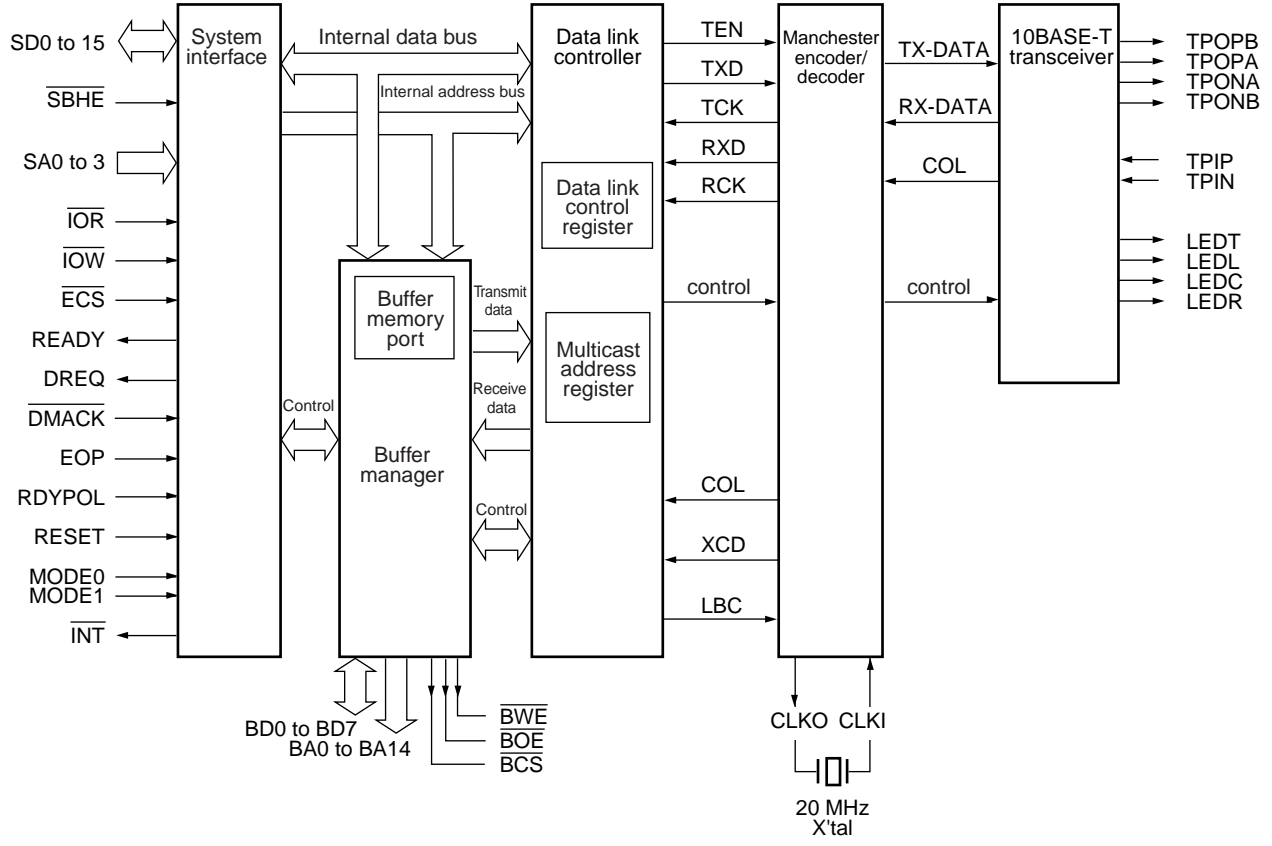 SD0 to 15
SBHE
SA0 to 3
IOR
IOW
ECS
READY
DREQ
DMACK
EOP
RDYPOL
RESET
MODE0
MODE1
INT
System
interface
Internal data bus
Internal address bus
Control
Buffer
memory
port
Buffer
manager
Transmit
data
Receive
data
Control
BD0 to BD7
BA0 to BA14
BWE
BOE
BCS
Data link
controller
Data link
control
register
Multicast
address
register
TEN
TXD
TCK
RXD
RCK
control
COL
XCD
LBC
Manchester
encoder/
decoder
CLKO
CLKI
20 MHz
X'tal
TX-DATA
RX-DATA
COL
control
10BASE-T
transceiver
TPOPB
TPOPA
TPONA
TPONB
TPIP
TPIN
LEDT
LEDL
LEDC
LEDR